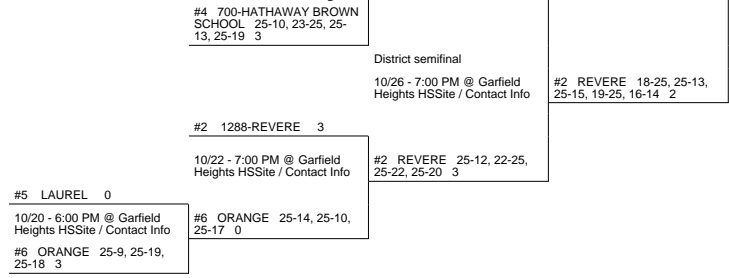 #4 700-HATHAWAY BROWN
SCHOOL 25-10, 23-25, 25-
13, 25-19 3
District semifinal
10/26 - 7:00 PM @ Garfield
Heights HSSite / Contact Info
#2 REVERE 18-25, 25-13,
25-15, 19-25, 16-14 2
#2 1288-REVERE 3
10/22 - 7:00 PM @ Garfield
Heights HSSite / Contact Info
#2 REVERE 25-12, 22-25,
25-22, 25-20 3
#5 LAUREL 0
10/20 - 6:00 PM @ Garfield
Heights HSSite / Contact Info
#6 ORANGE 25-14, 25-10,
25-17 0
#6 ORANGE 25-9, 25-19,
25-18 3